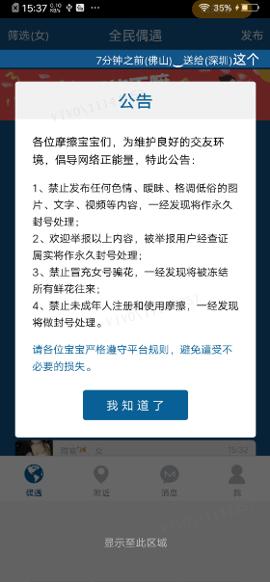 15:37 0.10 KB/s 35%
筛选(女) 全民偶遇 发布
7分钟之前(佛山)_送给(深圳)这个
公告
各位摩擦宝宝们，为维护良好的交友环
境，倡导网络正能量，特此公告：
1、禁止发布任何色情、暧昧、格调低俗的图
片、文字、视频等内容，一经发现将作永久
封号处理；
2、欢迎举报以上内容，被举报用户经查证
属实将作永久封号处理；
3、禁止冒充女号骗花，一经发现将被冻结
所有鲜花往来；
4、禁止未成年人注册和使用摩擦，一经发现
将做封号处理。
请各位宝宝严格遵守平台规则，避免遭受不
必要的损失。
我知道了
女 15:32
偶遇 附近 消息 我
显示至此区域